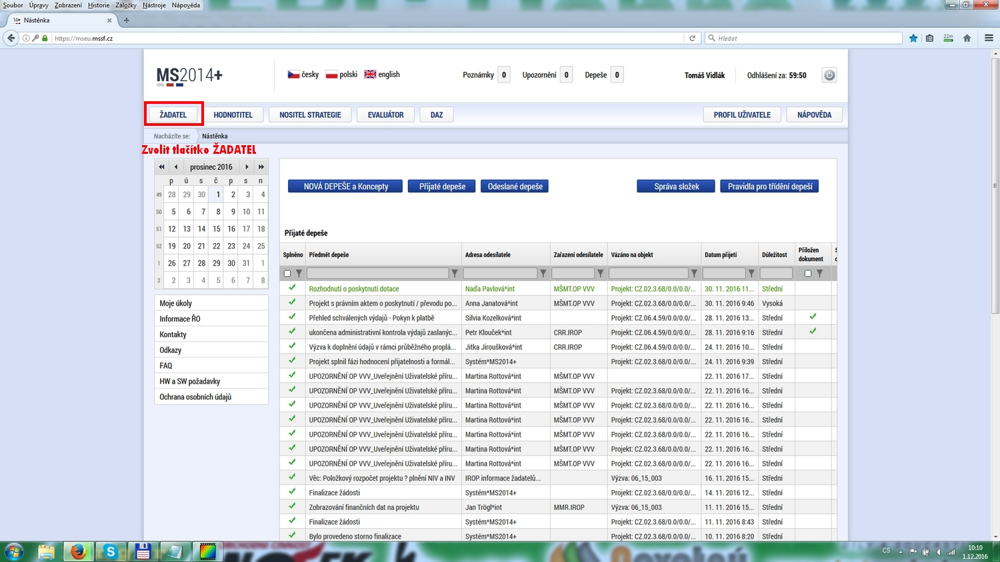 Soubor Úpravy Zobrazení Historie Záložky Nástroje Nápověda
14+ Nástěnka
https://mseu.mssf.cz
Hledat
22m
MS2014+
česky polski english
Poznámky 0 Upozornění 0 Depeše 0
Tomáš Vidlák Odhlášení za: 59:50
ŽADATEL HODNOTITEL NOSITEL STRATEGIE EVALUÁTOR DAZ PROFIL UŽIVATELE NÁPOVĚDA
Nacházíte se: Nástěnka
Zvolit tlačítko ŽADATEL
prosinec 2016
p ú s č p s n
49 28 29 30 1 2 3 4
50 5 6 7 8 9 10 11
51 12 13 14 15 16 17 18
52 19 20 21 22 23 24 25
1 26 27 28 29 30 31 1
2 2 3 4 5 6 7 8
Moje úkoly
Informace ŘO
Kontakty
Odkazy
FAQ
HW a SW požadavky
Ochrana osobních údajů
NOVÁ DEPEŠE a Koncepty Přijaté depeše Odeslané depeše Správa složek Pravidla pro třídění depeší
Přijaté depeše
Splněno Předmět depeše Adresa odesílatele Zařazení odesílatele Vázáno na objekt Datum přijetí Důležitost Přiložen dokument
Rozhodnutí o poskytnutí dotace Naďa Pavlová*int MŠMT.OP VVV Projekt: CZ.02.3.68/0.0/0.0/... 30. 11. 2016 11... Střední
Projekt s právním aktem o poskytnutí / převodu po... Anna Janatová*int MŠMT.OP VVV Projekt: CZ.02.3.68/0.0/0.0/... 30. 11. 2016 9:46 Vysoká
Přehled schválených výdajů - Pokyn k platbě Silvia Kozelková*int Projekt: CZ.06.4.59/0.0/0.0/... 28. 11. 2016 13... Střední
ukončena administrativní kontrola výdajů zaslanýc... Petr Klouček*int CRR.IROP Projekt: CZ.06.4.59/0.0/0.0/... 28. 11. 2016 9:16 Střední
Výzva k doplnění údajů v rámci průběžného proplá... Jitka Jiroušková*int CRR.IROP Projekt: CZ.06.4.59/0.0/0.0/... 24. 11. 2016 10... Střední
Projekt splnil fázi hodnocení přijatelnosti a formál... Systém*MS2014+ Projekt: CZ.02.3.68/0.0/0.0/... 24. 11. 2016 9:39 Střední
UPOZORNĚNÍ OP VVV_Uveřejnění Uživatelské příru... Martina Rottová*int MŠMT.OP VVV 22. 11. 2016 17... Střední
UPOZORNĚNÍ OP VVV_Uveřejnění Uživatelské příru... Martina Rottová*int MŠMT.OP VVV Projekt: CZ.02.3.68/0.0/0.0/... 22. 11. 2016 16... Střední
UPOZORNĚNÍ OP VVV_Uveřejnění Uživatelské příru... Martina Rottová*int MŠMT.OP VVV Projekt: CZ.02.3.68/0.0/0.0/... 22. 11. 2016 16... Střední
UPOZORNĚNÍ OP VVV_Uveřejnění Uživatelské příru... Martina Rottová*int MŠMT.OP VVV Projekt: CZ.02.3.68/0.0/0.0/... 22. 11. 2016 16... Střední
UPOZORNĚNÍ OP VVV_Uveřejnění Uživatelské příru... Martina Rottová*int MŠMT.OP VVV Projekt: CZ.02.3.68/0.0/0.0/... 22. 11. 2016 16... Střední
UPOZORNĚNÍ OP VVV_Uveřejnění Uživatelské příru... Martina Rottová*int MŠMT.OP VVV Projekt: CZ.02.3.68/0.0/0.0/... 22. 11. 2016 16... Střední
UPOZORNĚNÍ OP VVV_Uveřejnění Uživatelské příru... Martina Rottová*int MŠMT.OP VVV Projekt: CZ.02.3.68/0.0/0.0/... 22. 11. 2016 16... Střední
Věc: Položkový rozpočet projektu ? plnění NIV a INV IROP informace žadatelů... Výzva: 06_15_003 16. 11. 2016 15... Střední
Finalizace žádosti Systém*MS2014+ Projekt: CZ.02.3.68/0.0/0.0/... 14. 11. 2016 12... Střední
Zobrazování finančních dat na projektu Jan Trögl*int MMR.IROP Výzva: 06_15_003 11. 11. 2016 15... Střední
Finalizace žádosti Systém*MS2014+ Projekt: CZ.02.3.68/0.0/0.0/... 11. 11. 2016 8:43 Střední
Bylo provedeno storno finalizace Systém*MS2014+ Projekt: CZ.02.3.68/0.0/0.0/... 10. 11. 2016 8:20 Střední
CS 10:10
1.12.2016